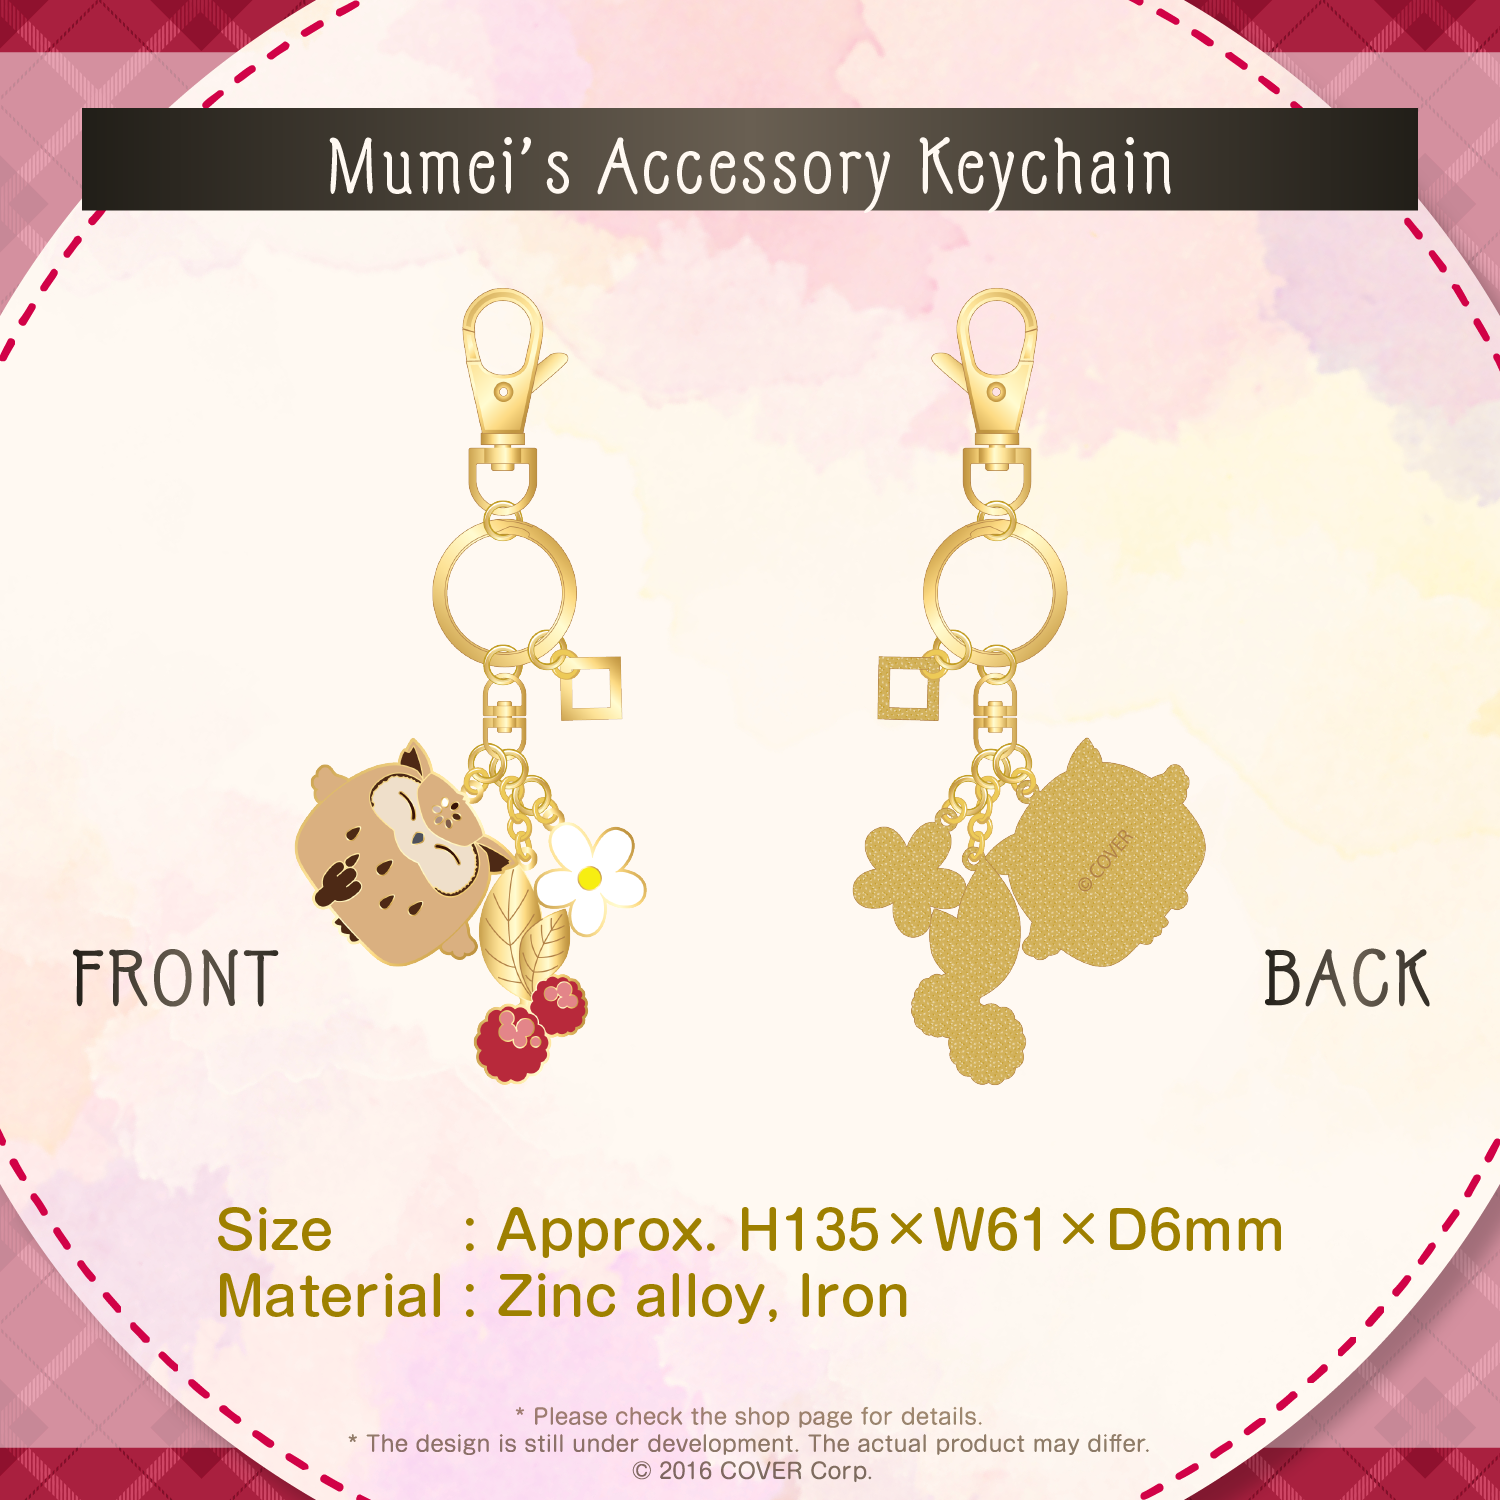 Mumei’s Accessory Keychain
© COVER
FRONT
BACK
Size : Approx. H135×W61×D6mm
Material : Zinc alloy, Iron
* Please check the shop page for details.
* The design is still under development. The actual product may differ.
© 2016 COVER Corp.